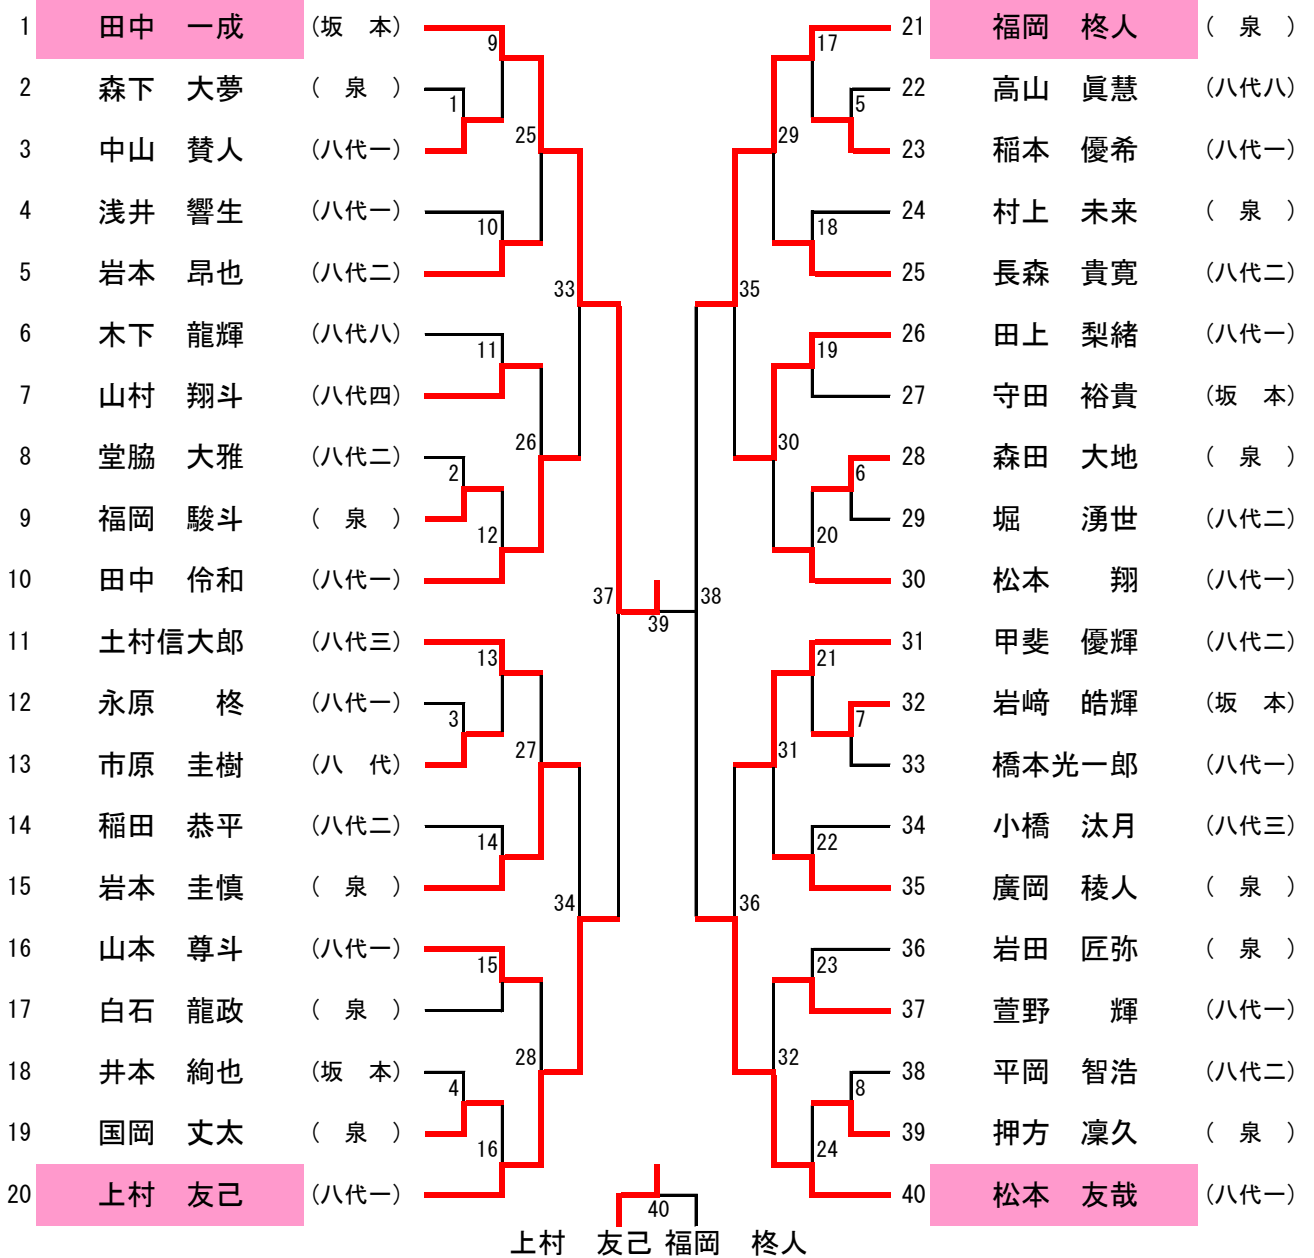 1 田中 一成 (坂 本) 21 福岡 柊人 ( 泉 )
9 17
2 森下 大夢 ( 泉 ) 22 高山 眞慧 (八代八)
1 5
25 29
3 中山 賛人 (八代一) 23 稲本 優希 (八代一)
4 浅井 響生 (八代一) 24 村上 未来 ( 泉 )
10 18
5 岩本 昂也 (八代二) 25 長森 貴寛 (八代二)
33 35
6 木下 龍輝 (八代八) 26 田上 梨緒 (八代一)
11 19
7 山村 翔斗 (八代四) 27 守田 裕貴 (坂 本)
26 30
8 堂脇 大雅 (八代二) 28 森田 大地 ( 泉 )
2 6
9 福岡 駿斗 ( 泉 ) 29 堀 湧世 (八代二)
12 20
10 田中 伶和 (八代一) 30 松本 翔 (八代一)
37 38
39
11 土村信大郎 (八代三) 31 甲斐 優輝 (八代二)
13 21
12 永原 柊 (八代一) 32 岩﨑 皓輝 (坂 本)
3 7
27 31
13 市原 圭樹 (八 代) 33 橋本光一郎 (八代一)
14 稲田 恭平 (八代二) 34 小橋 汰月 (八代三)
14 22
15 岩本 圭慎 ( 泉 ) 35 廣岡 稜人 ( 泉 )
34 36
16 山本 尊斗 (八代一) 36 岩田 匠弥 ( 泉 )
15 23
17 白石 龍政 ( 泉 ) 37 萱野 輝 (八代一)
28 32
18 井本 絢也 (坂 本) 38 平岡 智浩 (八代二)
4 8
19 国岡 丈太 ( 泉 ) 39 押方 凜久 ( 泉 )
16 24
20 上村 友己 (八代一) 40 松本 友哉 (八代一)
40
上村 友己 福岡 柊人